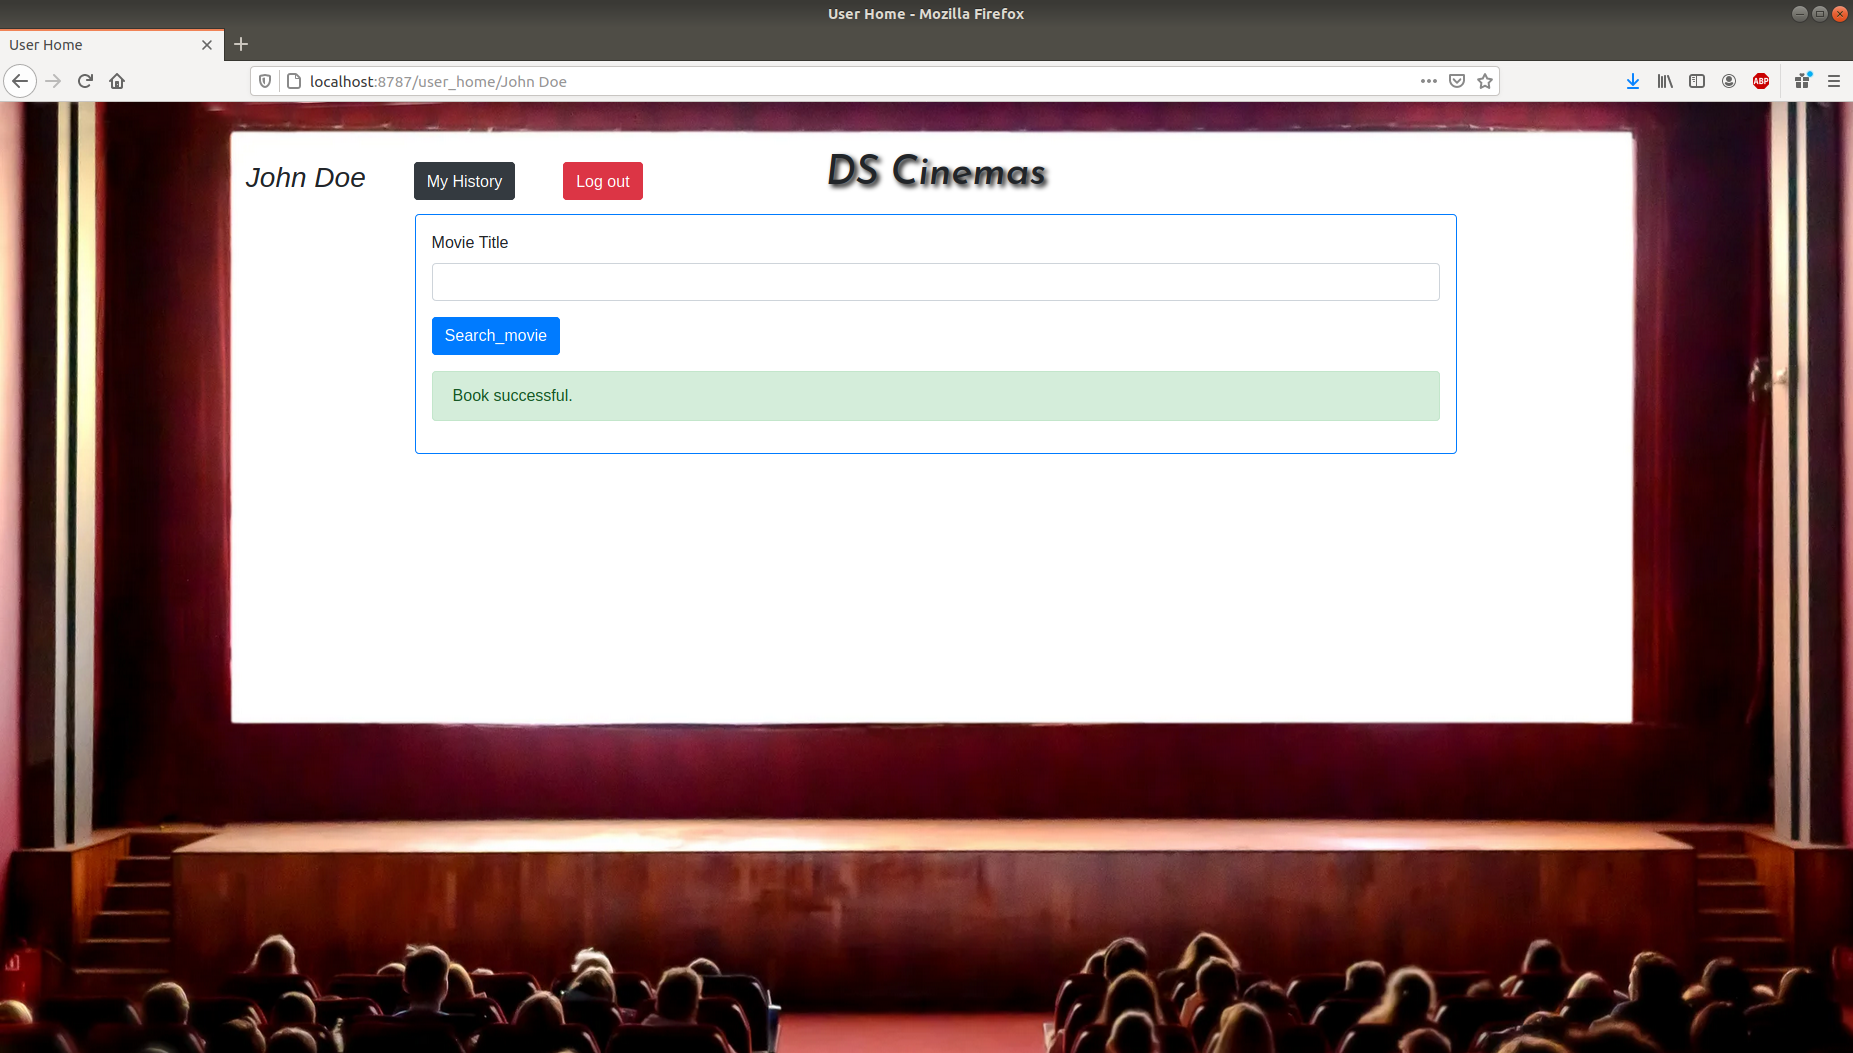 User Home - Mozilla Firefox
User Home
localhost:8787/user_home/John Doe
ABP
John Doe
My History
Log out
DS Cinemas
Movie Title
Search_movie
Book successful.